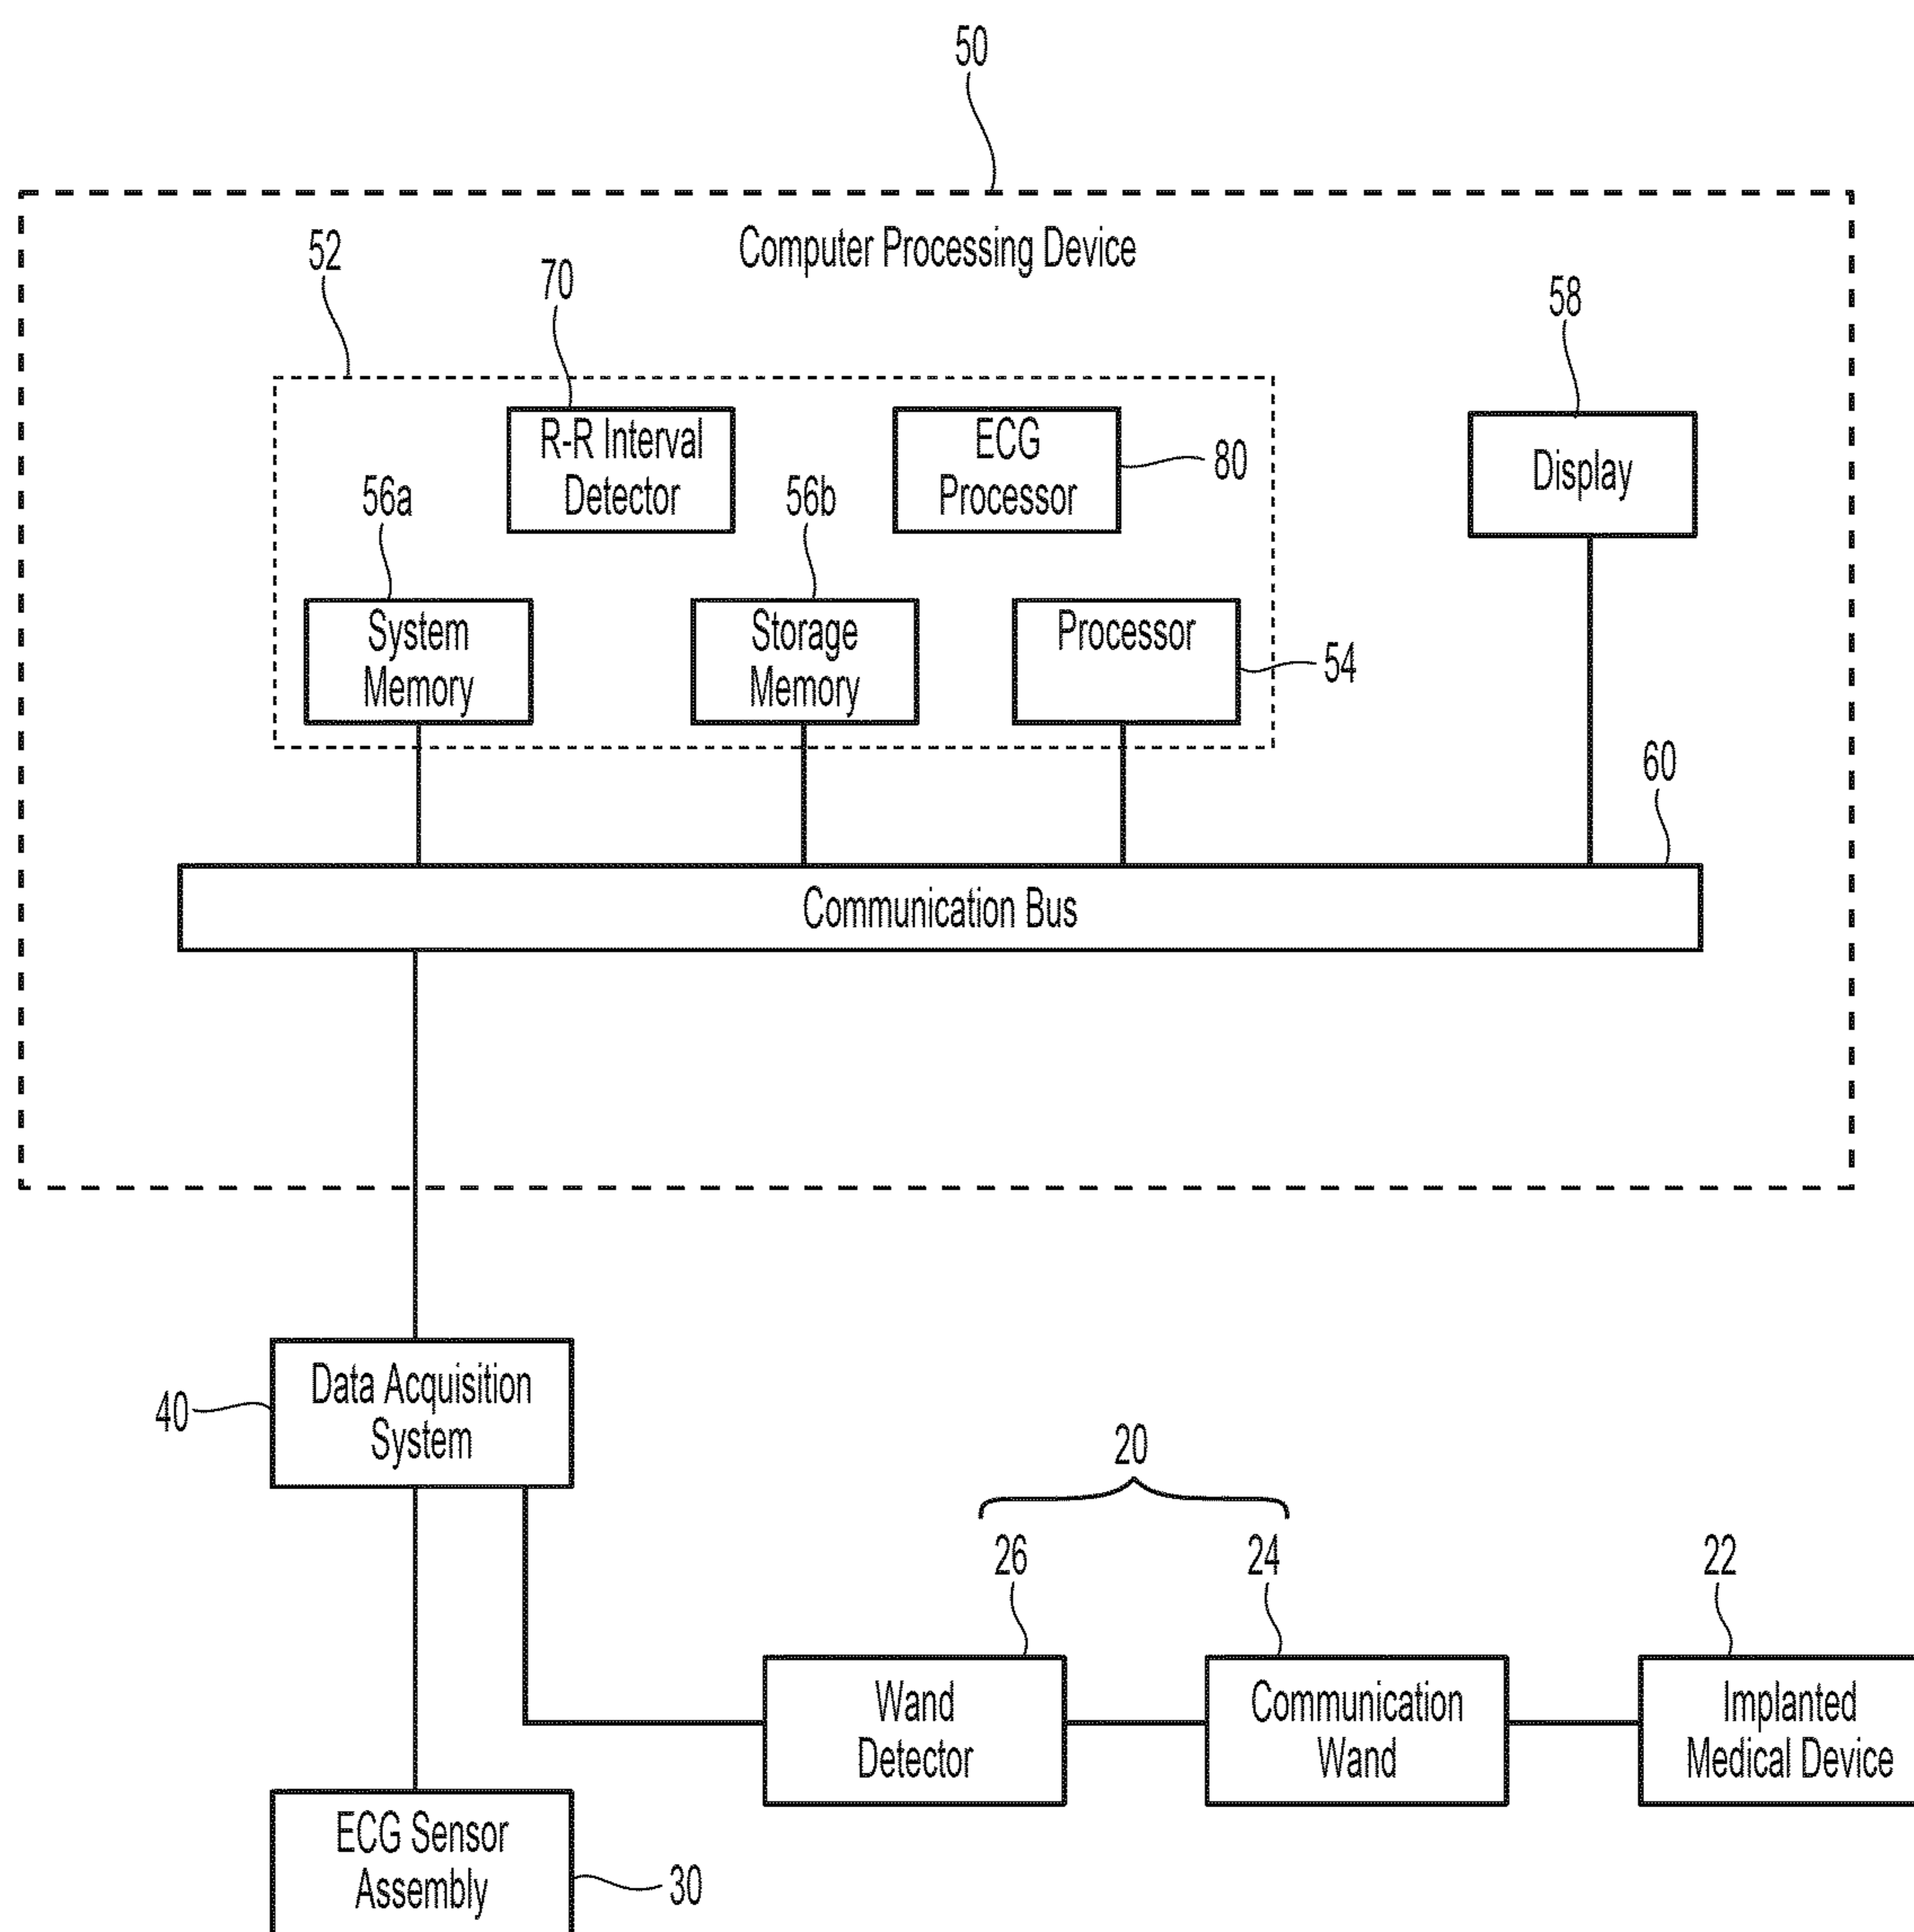 50
Computer Processing Device
52
70
58
R-R Interval
Detector
ECG
Processor
80
Display
56a
56b
System
Memory
Storage
Memory
Processor
54
60
Communication Bus
Data Acquisition
System
40
20
26
24
22
Wand
Detector
Communication
Wand
Implanted
Medical Device
ECG Sensor
Assembly
30